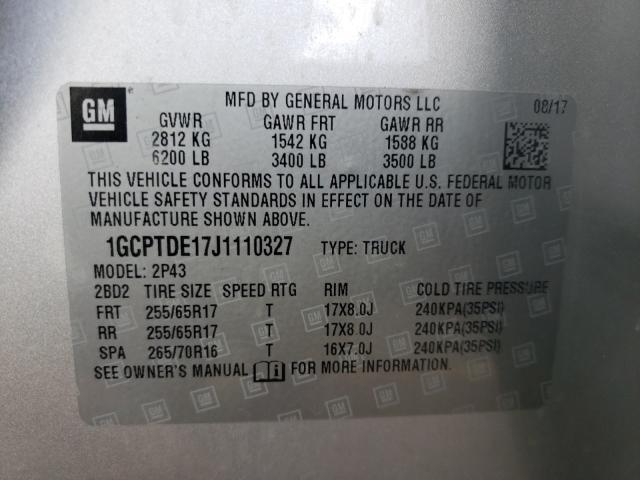 GM
MFD BY GENERAL MOTORS LLC 08/17
GVWR GAWR FRT GAWR RR
2812 KG 1542 KG 1588 KG
6200 LB 3400 LB 3500 LB
THIS VEHICLE CONFORMS TO ALL APPLICABLE U.S. FEDERAL MOTOR
VEHICLE SAFETY STANDARDS IN EFFECT ON THE DATE OF
MANUFACTURE SHOWN ABOVE.
1GCPTDE17J1110327 TYPE: TRUCK
MODEL: 2P43
2BD2 TIRE SIZE SPEED RTG RIM COLD TIRE PRESSURE
FRT 255/65R17 T 17X8.0J 240KPA(35PSI)
RR 255/65R17 T 17X8.0J 240KPA(35PSI)
SPA 265/70R16 T 16X7.0J 240KPA(35PSI)
SEE OWNER'S MANUAL FOR MORE INFORMATION.